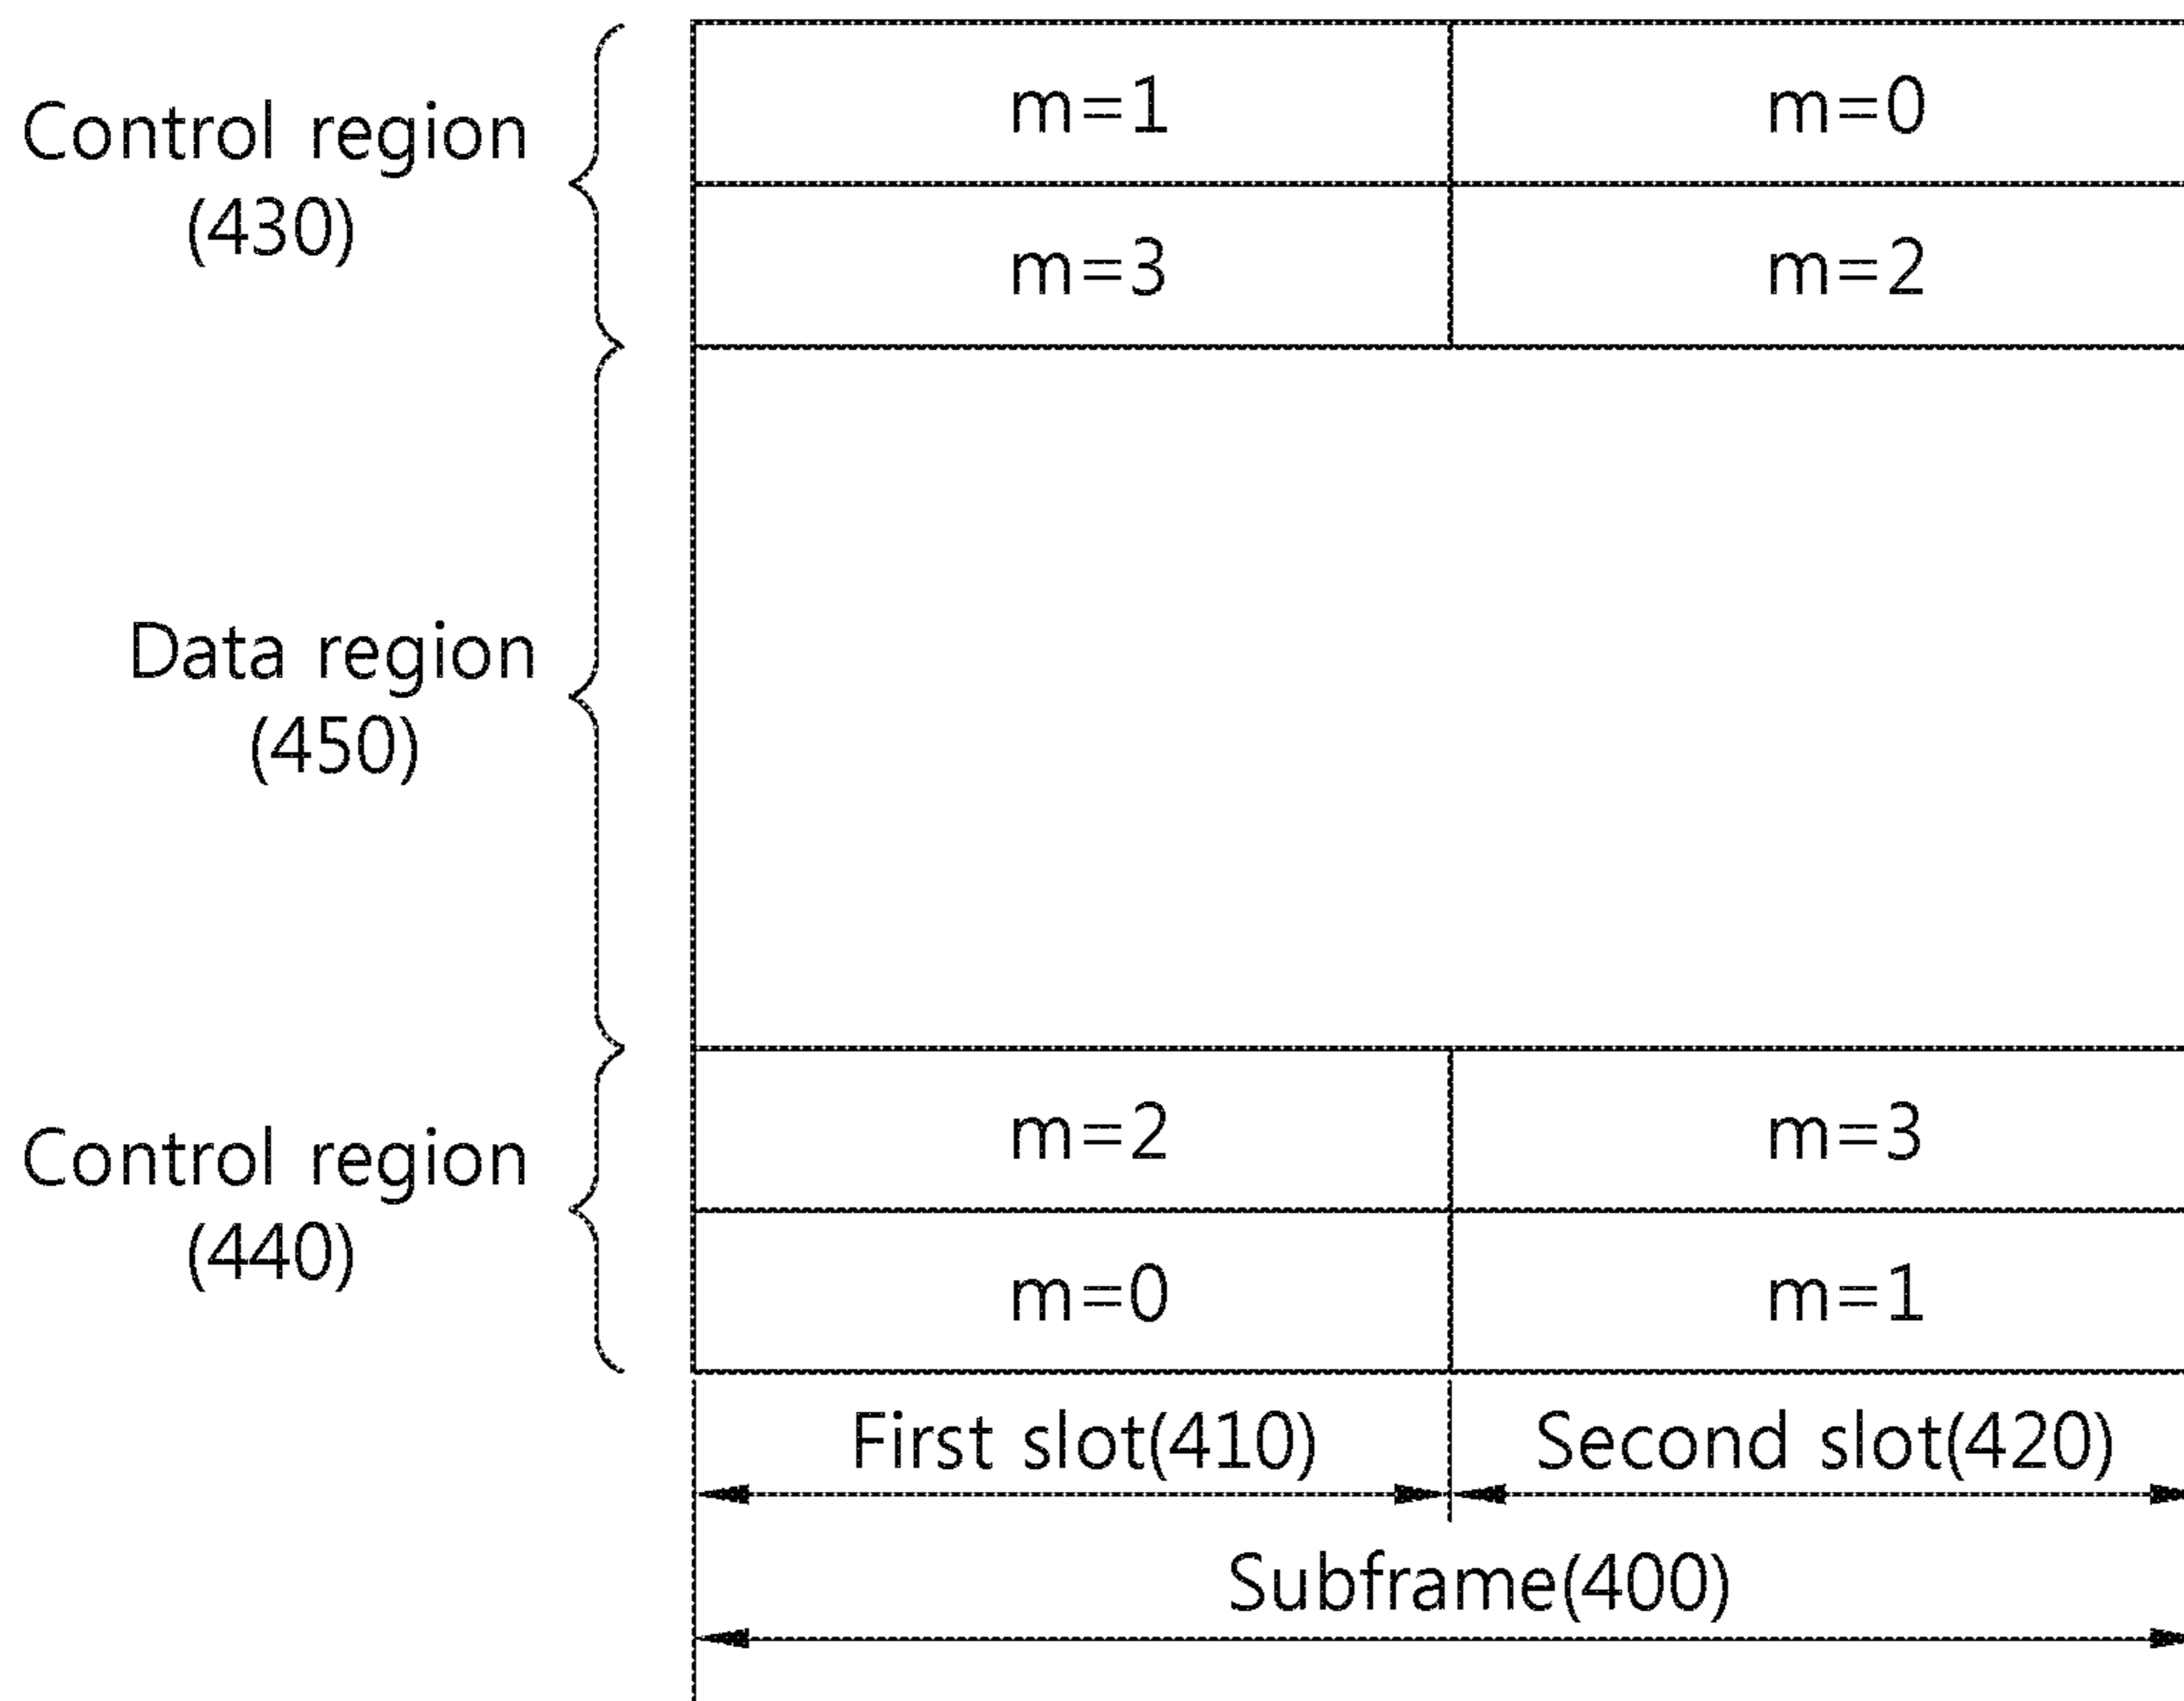 Control region
(430)
m=1
m=0
m=3
m=2
Data region
(450)
Control region
(440)
m=2
m=3
m=0
m=1
First slot(410)
Second slot(420)
Subframe(400)